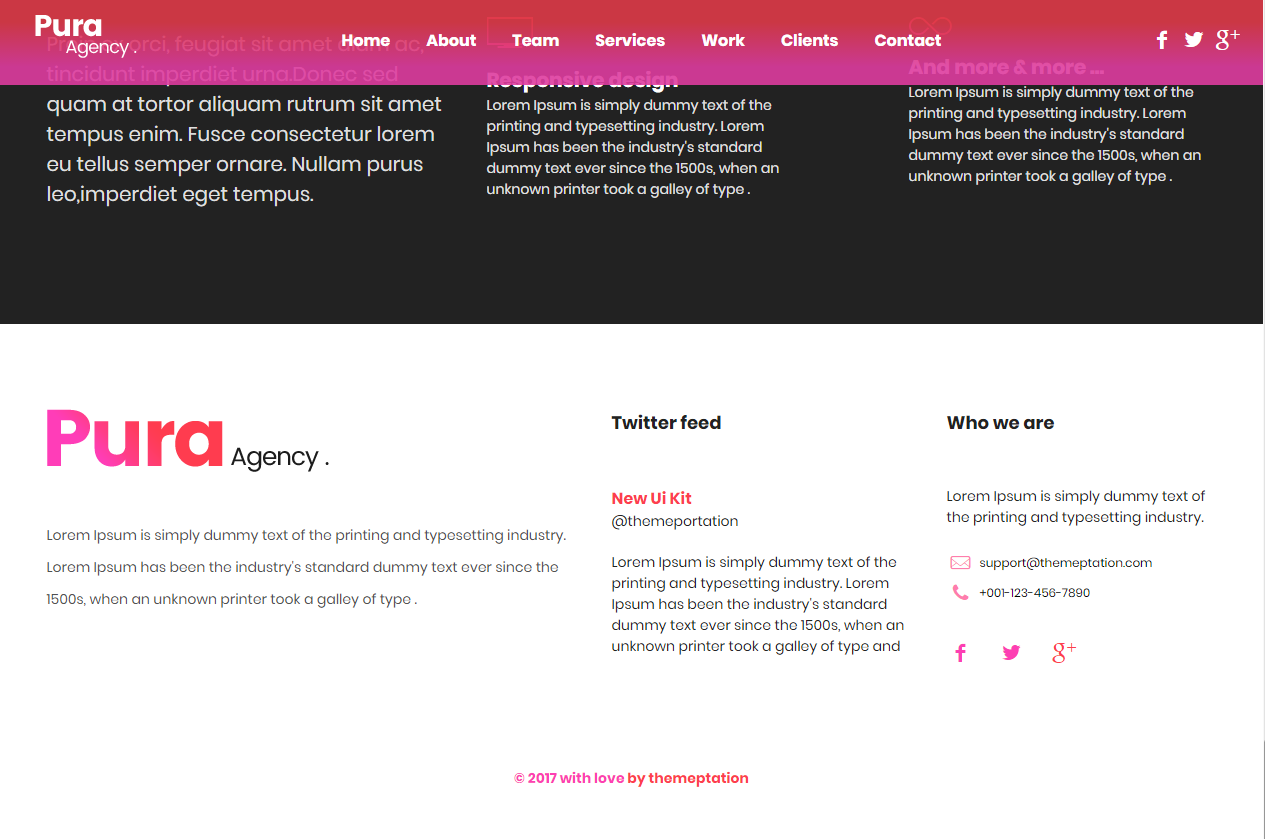 Pura
Agency .
Home About Team Services Work Clients Contact
orci, feugiat sit amet diam ac,
tincidunt imperdiet urna.Donec sed
quam at tortor aliquam rutrum sit amet
tempus enim. Fusce consectetur lorem
eu tellus semper ornare. Nullam purus
leo,imperdiet eget tempus.
Responsive design
Lorem Ipsum is simply dummy text of the
printing and typesetting industry. Lorem
Ipsum has been the industry's standard
dummy text ever since the 1500s, when an
unknown printer took a galley of type .
And more & more ...
Lorem Ipsum is simply dummy text of the
printing and typesetting industry. Lorem
Ipsum has been the industry's standard
dummy text ever since the 1500s, when an
unknown printer took a galley of type .
Pura Agency .
Lorem Ipsum is simply dummy text of the printing and typesetting industry.
Lorem Ipsum has been the industry's standard dummy text ever since the
1500s, when an unknown printer took a galley of type .
Twitter feed
New Ui Kit
@themeportation
Lorem Ipsum is simply dummy text of the
printing and typesetting industry. Lorem
Ipsum has been the industry's standard
dummy text ever since the 1500s, when an
unknown printer took a galley of type and
Who we are
Lorem Ipsum is simply dummy text of
the printing and typesetting industry.
support@themeptation.com
+001-123-456-7890
© 2017 with love by themeptation